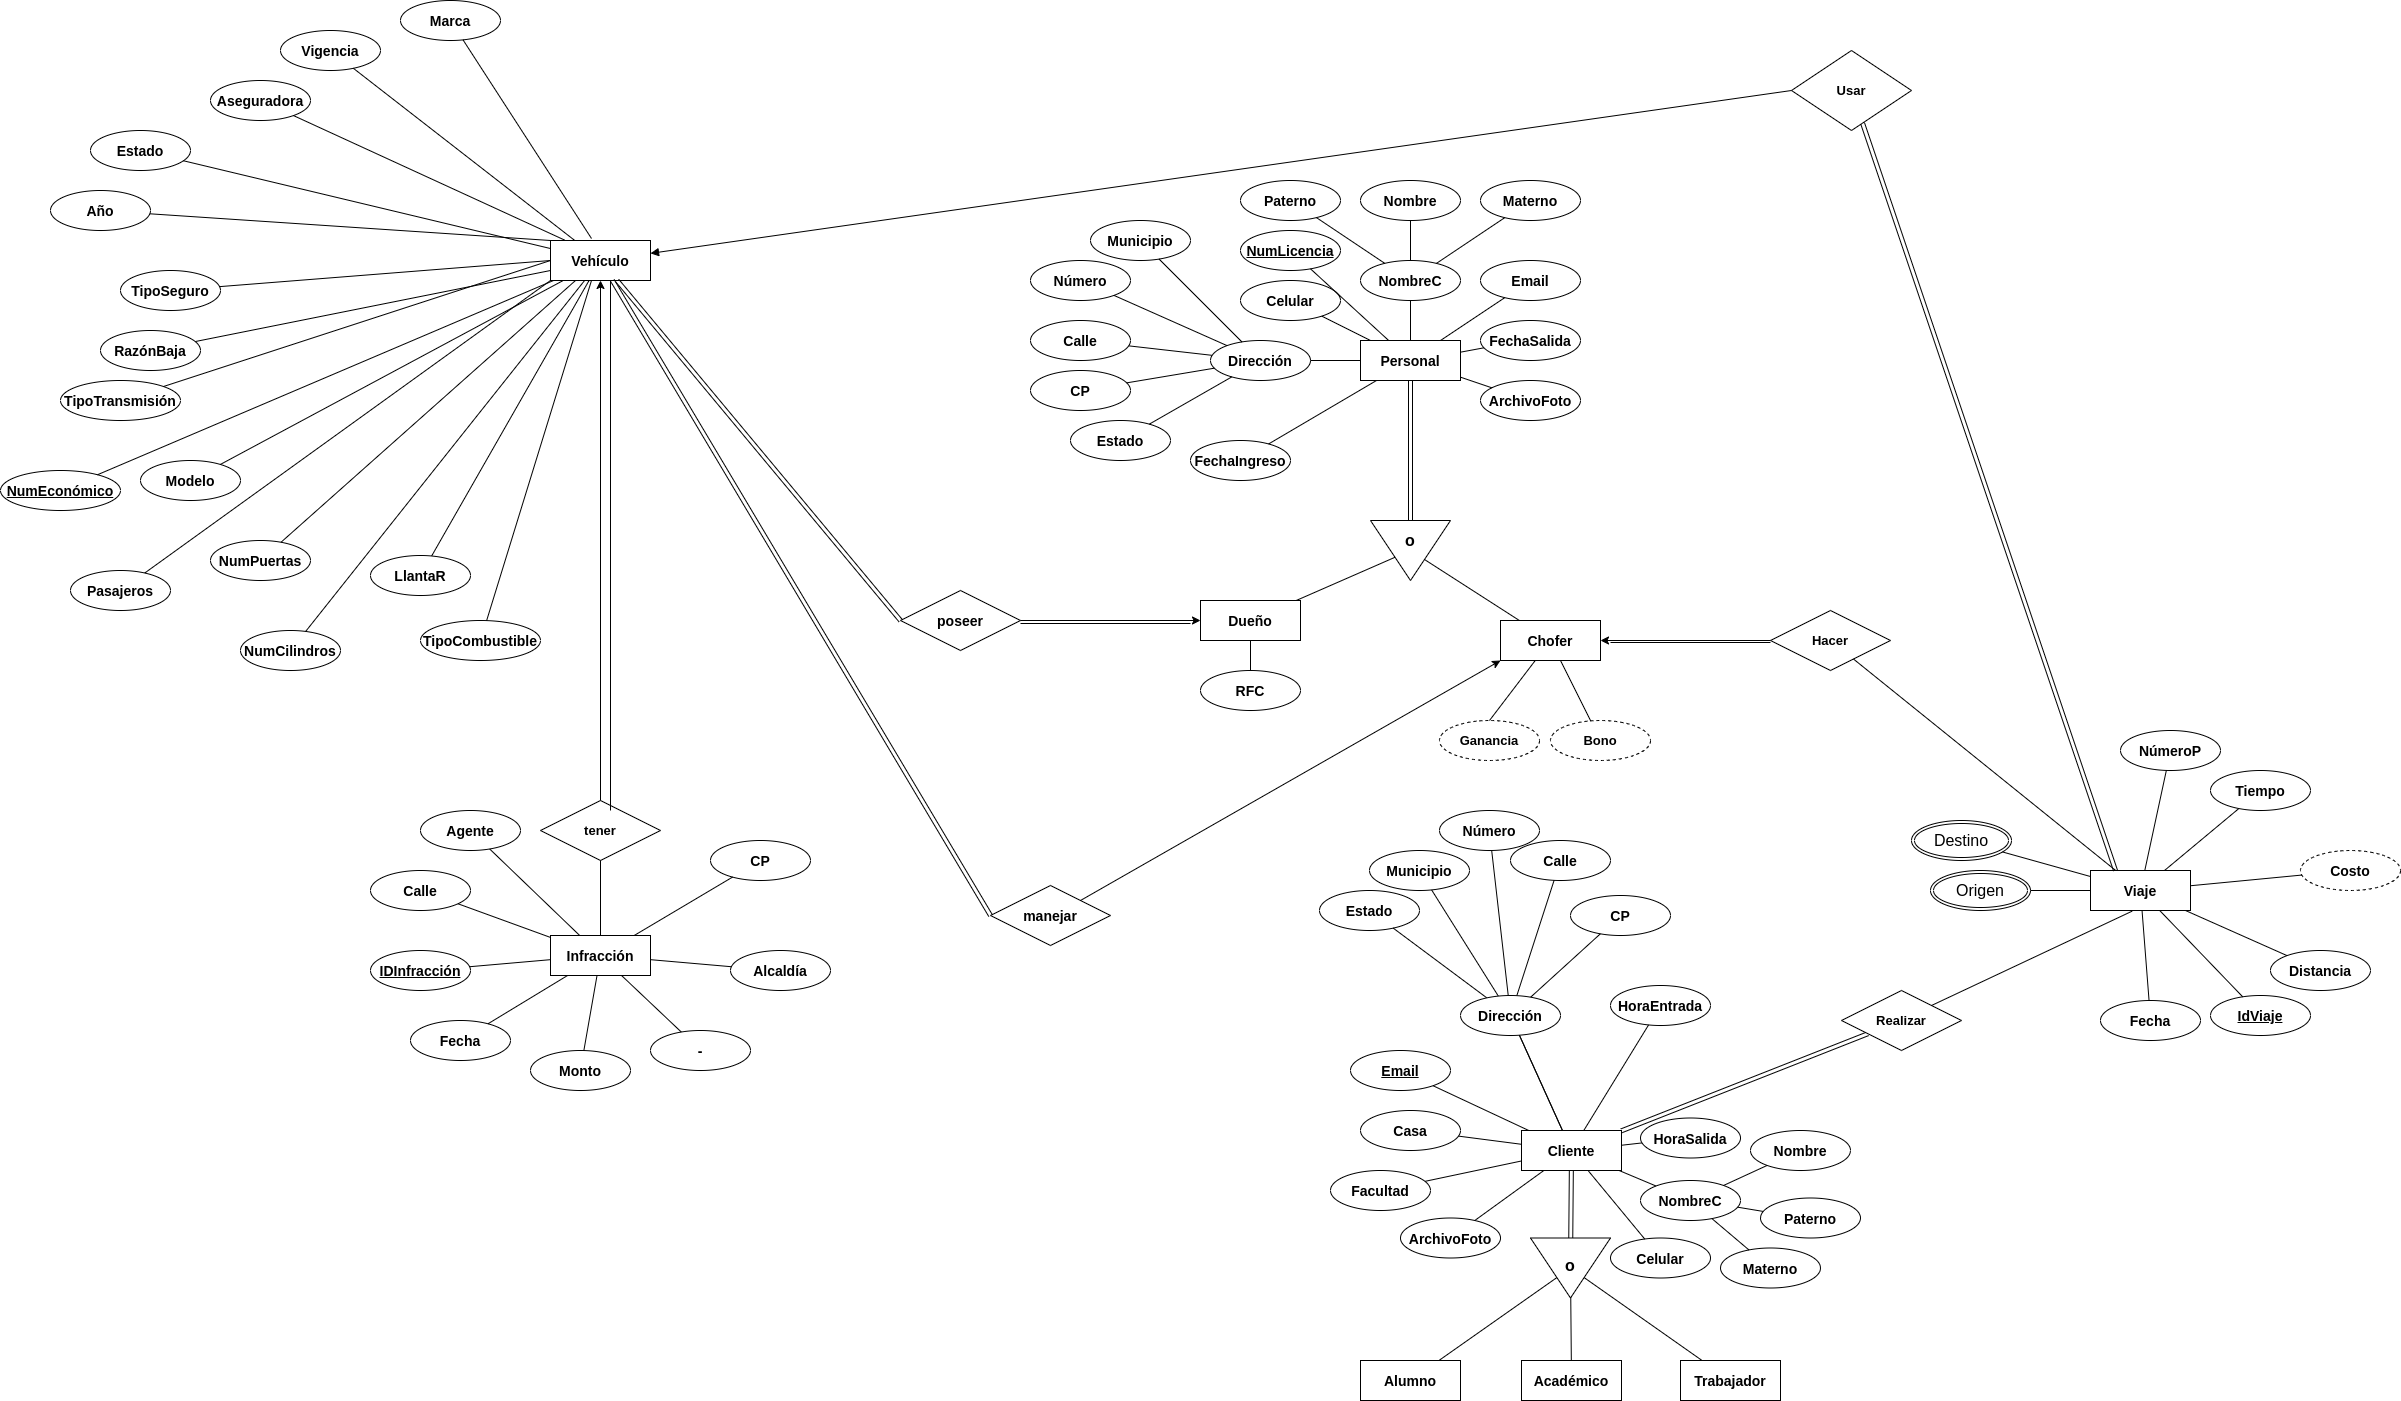 Marca
Vigencia
Aseguradora
Estado
Año
Vehículo
TipoSeguro
RazónBaja
TipoTransmisión
NumEconómico
Modelo
Pasajeros
NumPuertas
NumCilindros
LlantaR
TipoCombustible
Usar
Paterno
Nombre
Materno
Municipio
NumLicencia
NombreC
Email
Número
Celular
Calle
Dirección
Personal
FechaSalida
CP
ArchivoFoto
Estado
FechaIngreso
o
poseer
Dueño
RFC
Chofer
Hacer
Ganancia
Bono
tener
Agente
CP
Calle
Infracción
IDInfracción
Alcaldía
Fecha
Monto
-
manejar
NúmeroP
Tiempo
Destino
Origen
Viaje
Costo
Distancia
Fecha
IdViaje
Realizar
Número
Municipio
Calle
Estado
CP
Dirección
HoraEntrada
Email
Casa
Cliente
HoraSalida
Nombre
Facultad
NombreC
Paterno
ArchivoFoto
Celular
Materno
o
Alumno
Académico
Trabajador